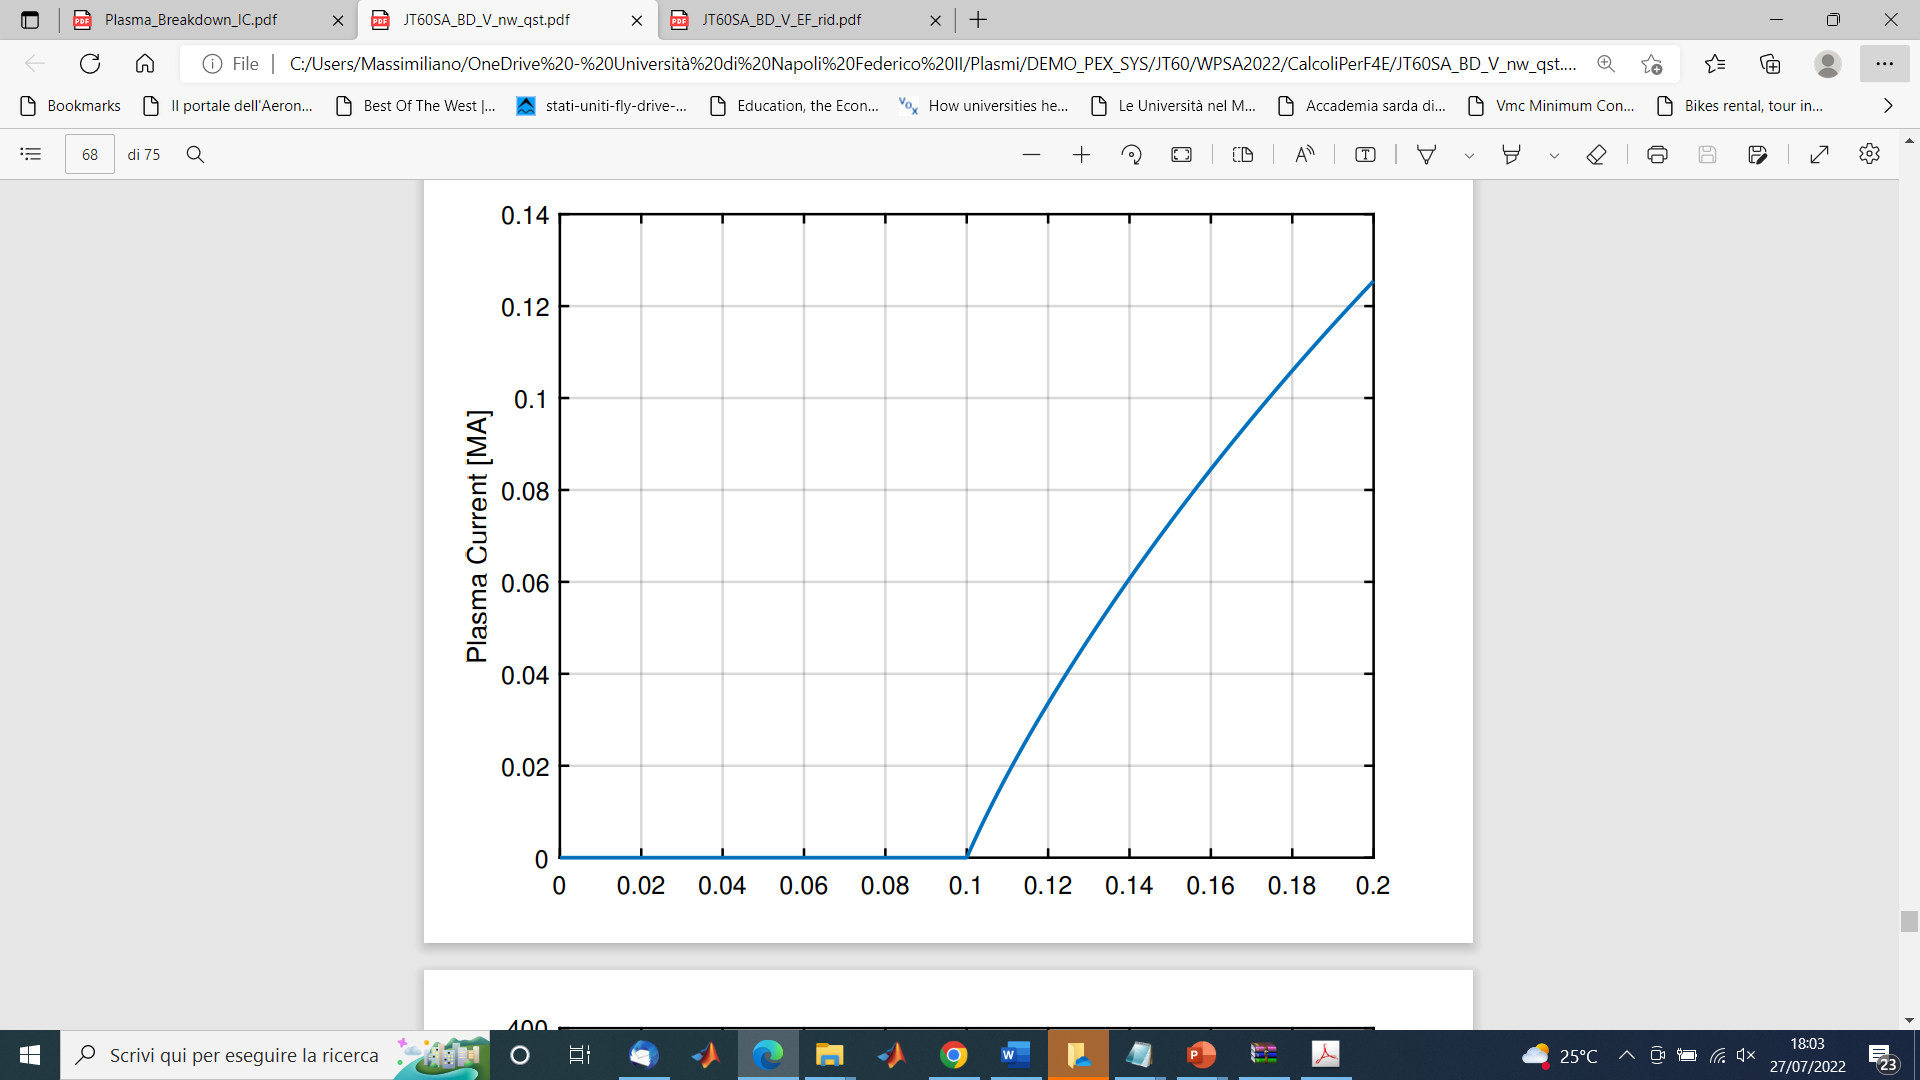 Plasma_Breakdown_IC.pdf
JT60SA_BD_V_nw_qst.pdf
JT60SA_BD_V_EF_rid.pdf
File
C:/Users/Massimiliano/OneDrive%20-%20Università%20di%20Napoli%20Federico%20II/Plasmi/DEMO_PEX_SYS/JT60/WPSA2022/CalcoliPerF4E/JT60SA_BD_V_nw_qst....
Bookmarks
Il portale dell'Aeron...
Best Of The West |...
stati-uniti-fly-drive-...
Education, the Econ...
How universities he...
Le Università nel M...
Accademia sarda di...
Vmc Minimum Con...
Bikes rental, tour in...
68 di 75
0.14
0.12
0.1
0.08
0.06
0.04
0.02
0
Plasma Current [MA]
0 0.02 0.04 0.06 0.08 0.1 0.12 0.14 0.16 0.18 0.2
400
Scrivi qui per eseguire la ricerca
25°C
18:03
27/07/2022
23